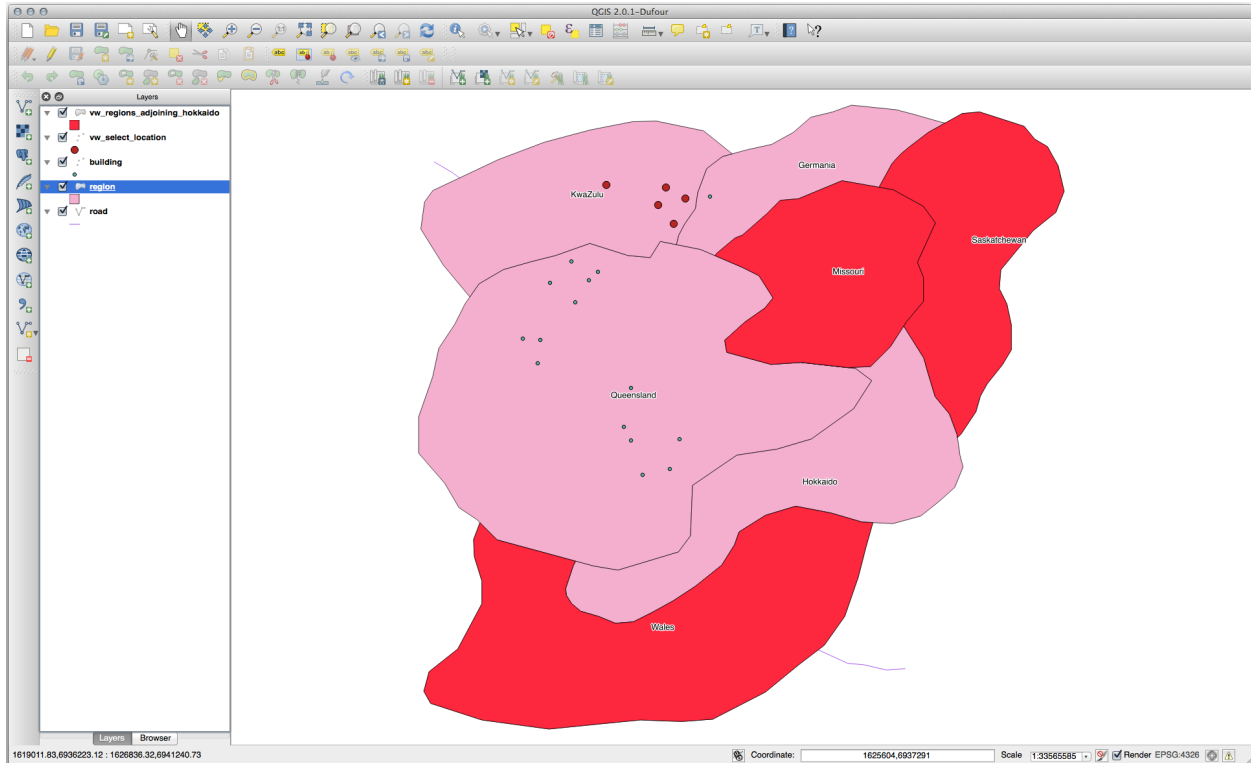 QGIS 2.0.1-Dufour
Layers
vw_regions_adjoining_hokkaido
vw_select_location
building
region
road
Layers
Browser
Germania
KwaZulu
Saskatchewan
Missouri
Queensland
Hokkaido
Wales
1619011.83,6936223.12 : 1626836.32,6941240.73
Coordinate:
1625604,6937291
Scale
1:33565585
Render
EPSG:4326